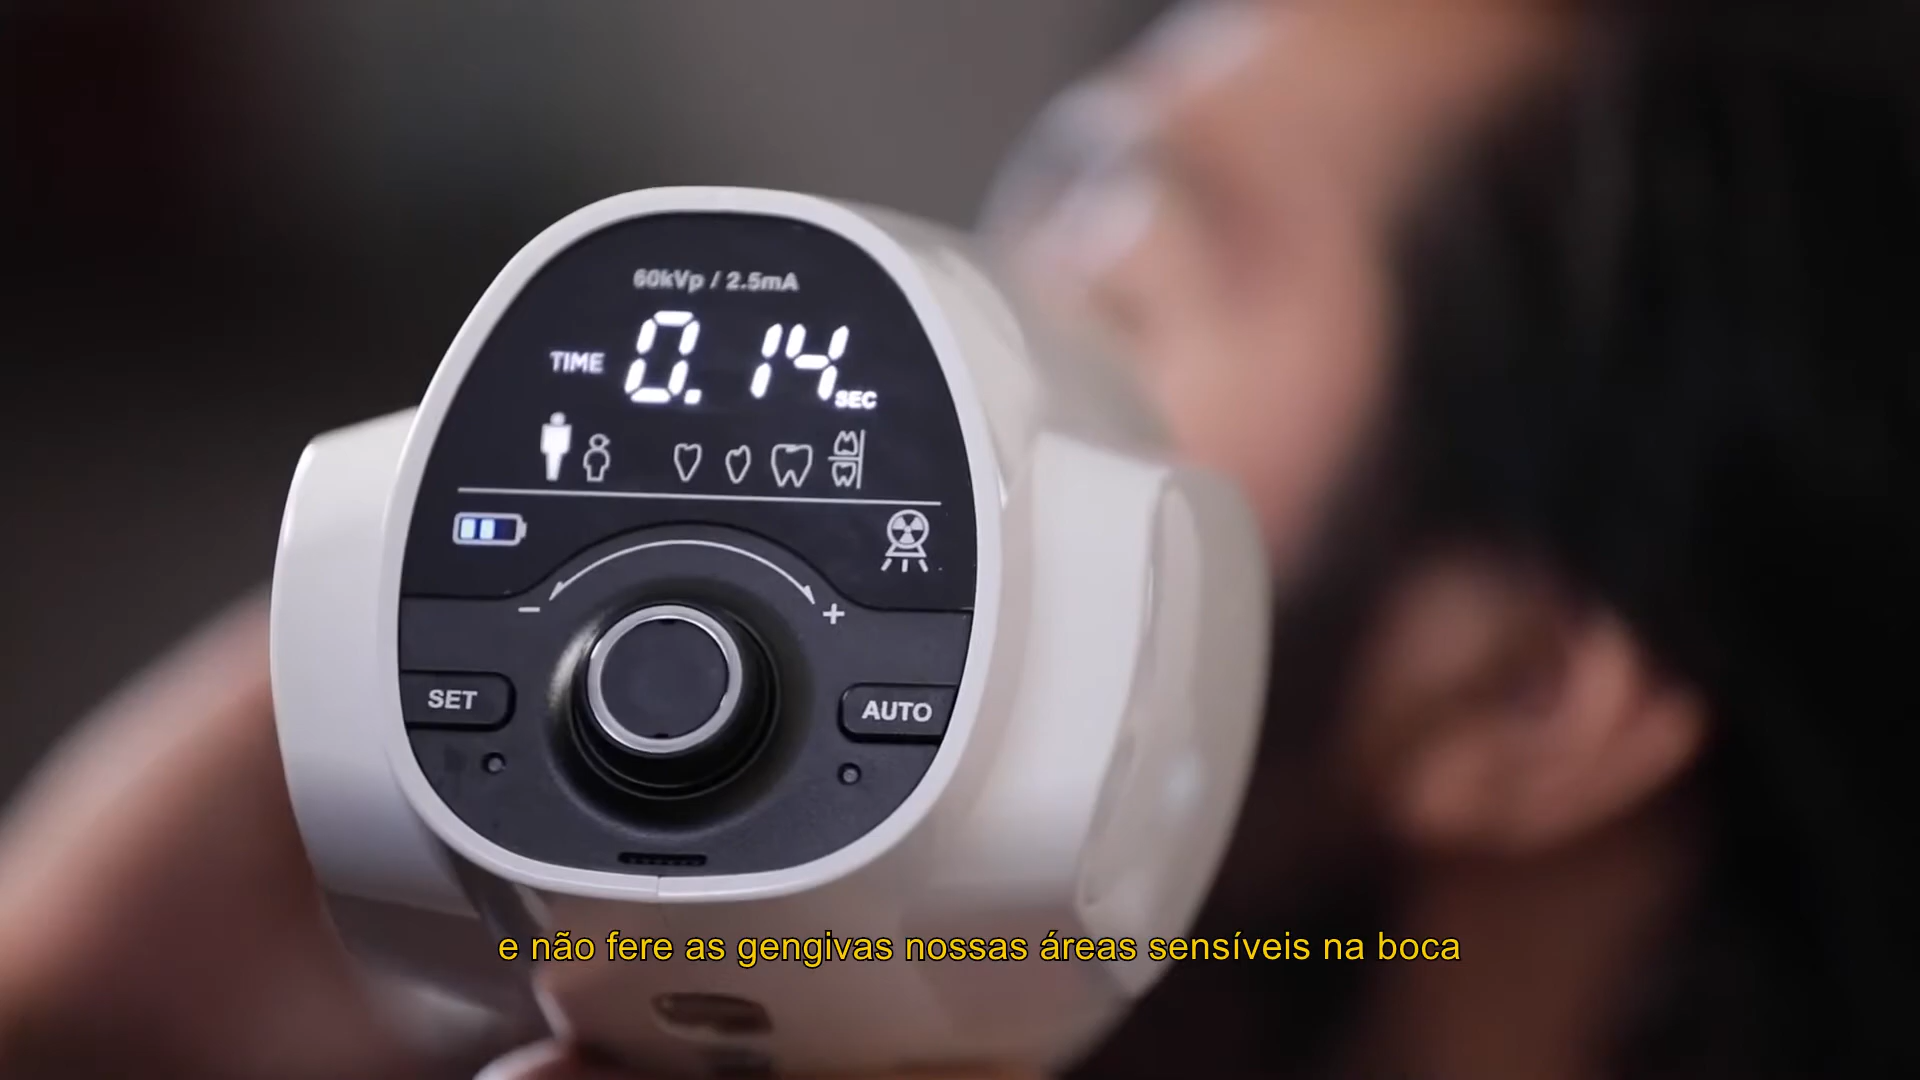 60kVp / 2.5mA
TIME 0.14 SEC
− +
SET AUTO
e não fere as gengivas nossas áreas sensíveis na boca